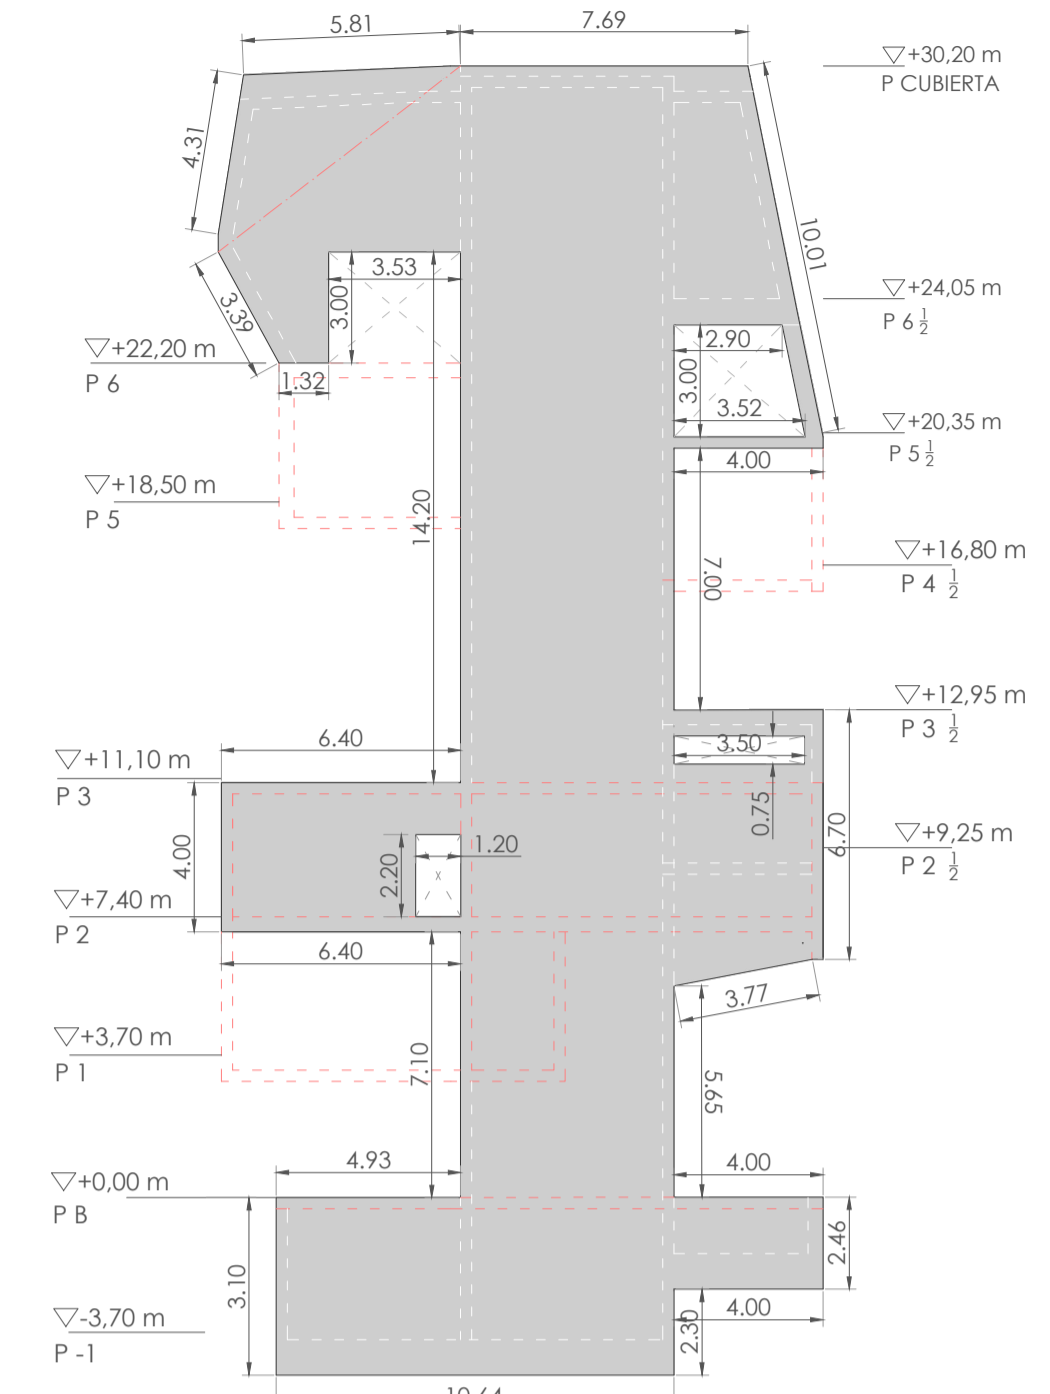 5.81
7.69
+30,20 m
P CUBIERTA
4.31
10.01
3.53
3.00
3.39
+24,05 m
P 6 1/2
2.90
3.00
+22,20 m
P 6
1.32
3.52
+20,35 m
P 5 1/2
4.00
+18,50 m
P 5
14.20
+16,80 m
P 4 1/2
7.00
+12,95 m
P 3 1/2
6.40
3.50
+11,10 m
P 3
0.75
6.70
+9,25 m
P 2 1/2
4.00
1.20
2.20
+7,40 m
P 2
6.40
3.77
+3,70 m
P 1
7.10
5.65
4.93
4.00
+0,00 m
P B
2.46
3.10
4.00
2.30
-3,70 m
P -1
10.64